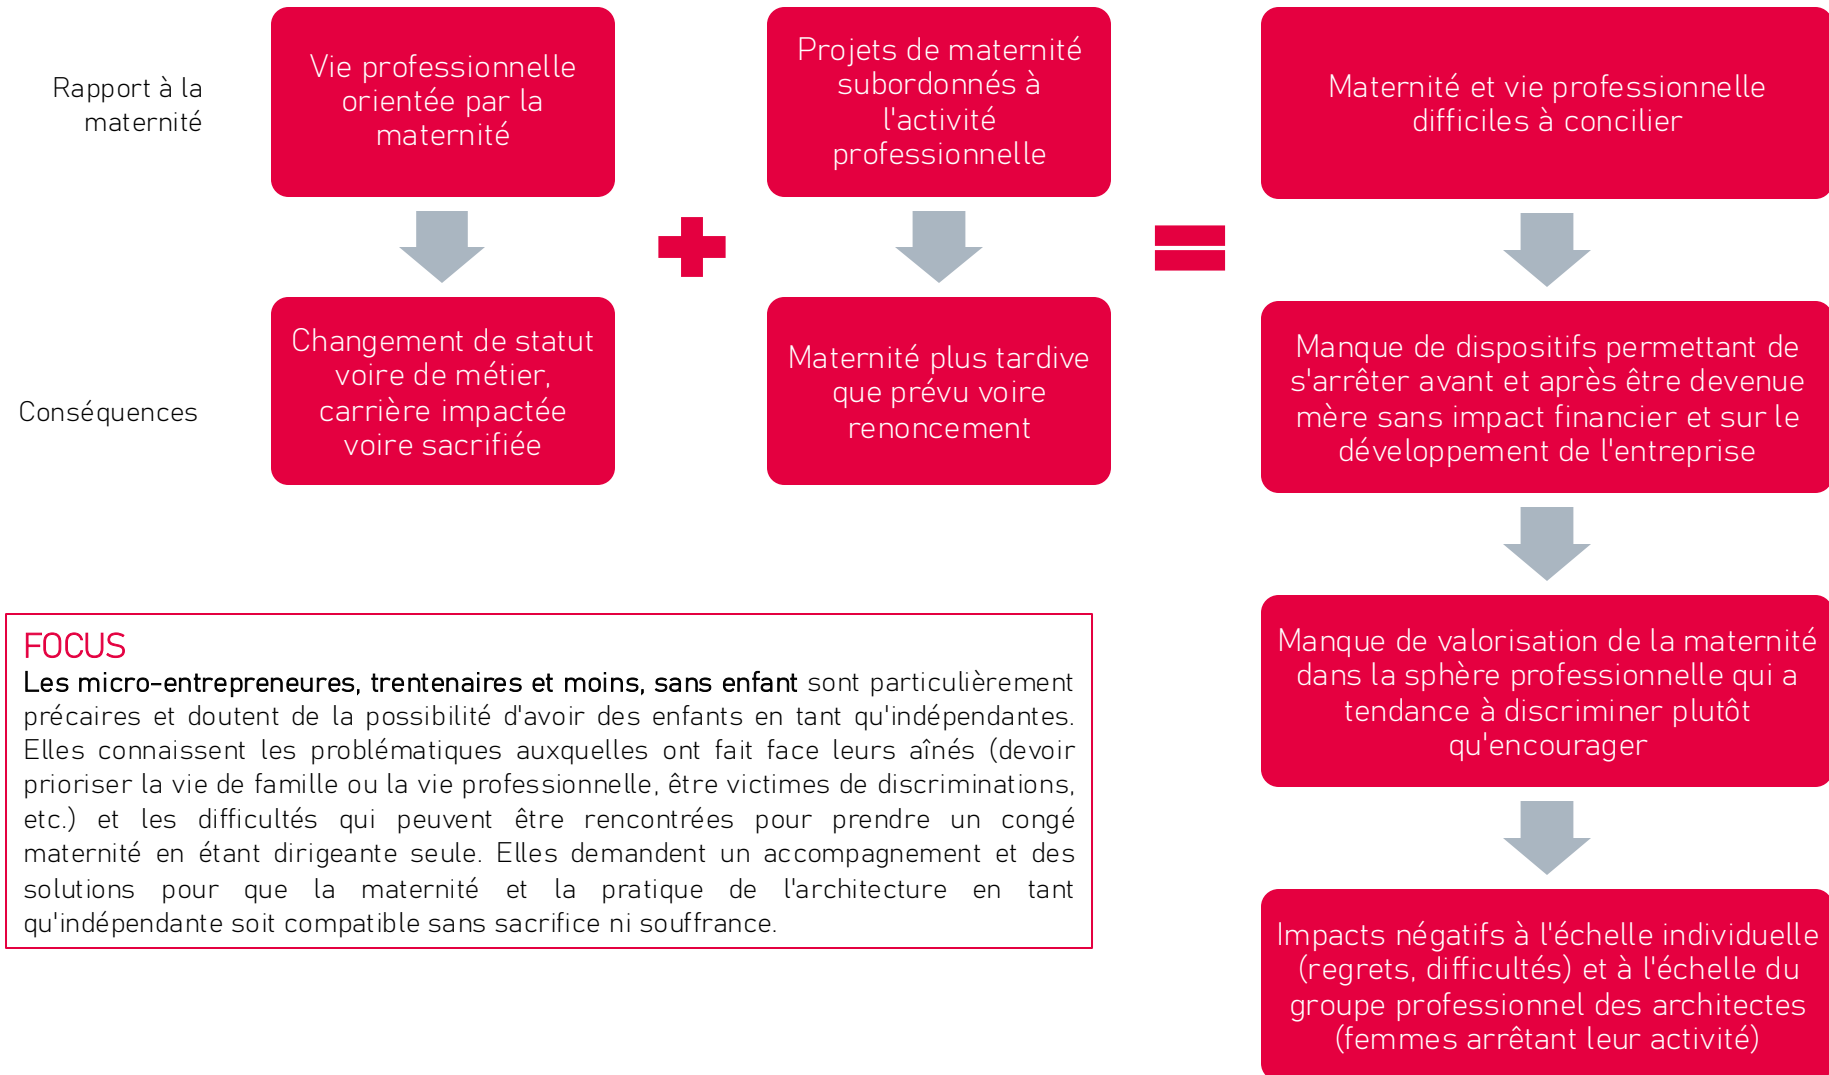 Rapport à la
maternité
Vie professionnelle
orientée par la
maternité
Projets de maternité
subordonnés à
l'activité
professionnelle
Maternité et vie professionnelle
difficiles à concilier
Conséquences
Changement de statut
voire de métier,
carrière impactée
voire sacrifiée
Maternité plus tardive
que prévu voire
renoncement
Manque de dispositifs permettant de
s'arrêter avant et après être devenue
mère sans impact financier et sur le
développement de l'entreprise
Manque de valorisation de la maternité
dans la sphère professionnelle qui a
tendance à discriminer plutôt
qu'encourager
Impacts négatifs à l'échelle individuelle
(regrets, difficultés) et à l'échelle du
groupe professionnel des architectes
(femmes arrêtant leur activité)
FOCUS
Les micro-entrepreneures, trentenaires et moins, sans enfant sont particulièrement
précaires et doutent de la possibilité d'avoir des enfants en tant qu'indépendantes.
Elles connaissent les problématiques auxquelles ont fait face leurs aînés (devoir
prioriser la vie de famille ou la vie professionnelle, être victimes de discriminations,
etc.) et les difficultés qui peuvent être rencontrées pour prendre un congé
maternité en étant dirigeante seule. Elles demandent un accompagnement et des
solutions pour que la maternité et la pratique de l'architecture en tant
qu'indépendante soit compatible sans sacrifice ni souffrance.